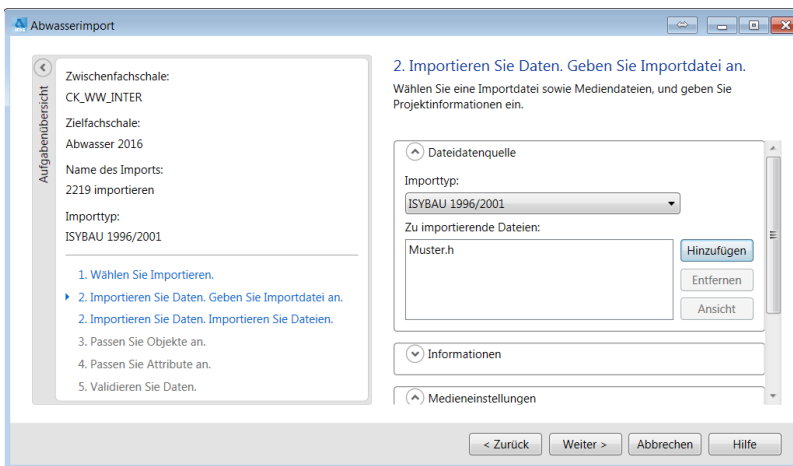 Abwasserimport
Aufgabenübersicht
Zwischenfachschale:
CK_WW_INTER
Zielfachschale:
Abwasser 2016
Name des Imports:
2219 importieren
Importtyp:
ISYBAU 1996/2001
1. Wählen Sie Importieren.
2. Importieren Sie Daten. Geben Sie Importdatei an.
2. Importieren Sie Daten. Importieren Sie Dateien.
3. Passen Sie Objekte an.
4. Passen Sie Attribute an.
5. Validieren Sie Daten.
2. Importieren Sie Daten. Geben Sie Importdatei an.
Wählen Sie eine Importdatei sowie Mediendateien, und geben Sie
Projektinformationen ein.
Dateidatenquelle
Importtyp:
ISYBAU 1996/2001
Zu importierende Dateien:
Muster.h
Hinzufügen
Entfernen
Ansicht
Informationen
Medieneinstellungen
< Zurück Weiter > Abbrechen Hilfe